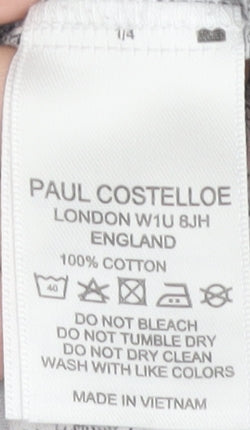 1/4
PAUL COSTELLOE
LONDON W1U 8JH
ENGLAND
100% COTTON
40
DO NOT BLEACH
DO NOT TUMBLE DRY
DO NOT DRY CLEAN
WASH WITH LIKE COLORS
MADE IN VIETNAM